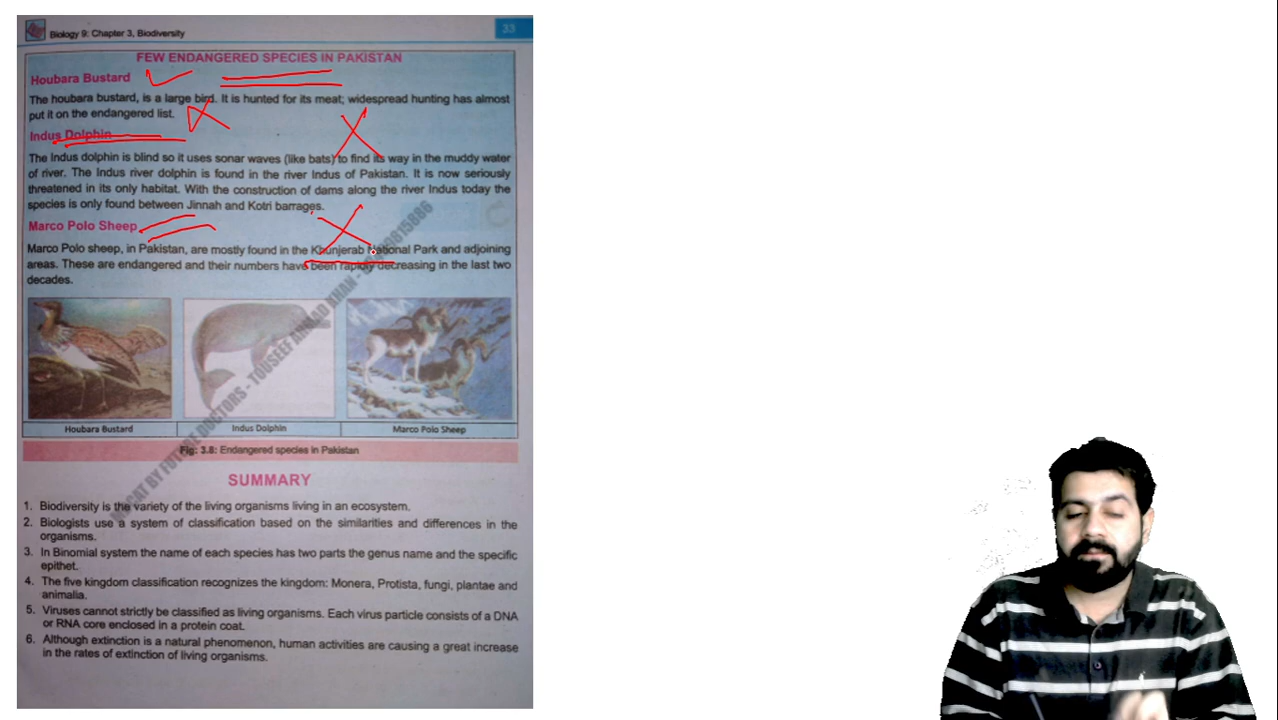 Biology 9: Chapter 3, Biodiversity
33
FEW ENDANGERED SPECIES IN PAKISTAN
Houbara Bustard
The houbara bustard, is a large bird. It is hunted for its meat; widespread hunting has almost
put it on the endangered list.
Indus Dolphin
The Indus dolphin is blind so it uses sonar waves (like bats) to find its way in the muddy water
of river. The Indus river dolphin is found in the river Indus of Pakistan. It is now seriously
threatened in its only habitat. With the construction of dams along the river Indus today the
species is only found between Jinnah and Kotri barrages.
Marco Polo Sheep
Marco Polo sheep, in Pakistan, are mostly found in the Khunjerab National Park and adjoining
areas. These are endangered and their numbers have been rapidly decreasing in the last two
decades.
Houbara Bustard
Indus Dolphin
Marco Polo Sheep
Fig: 3.8: Endangered species in Pakistan
SUMMARY
1. Biodiversity is the variety of the living organisms living in an ecosystem.
2. Biologists use a system of classification based on the similarities and differences in the
organisms.
3. In Binomial system the name of each species has two parts the genus name and the specific
epithet.
4. The five kingdom classification recognizes the kingdom: Monera, Protista, fungi, plantae and
animalia.
5. Viruses cannot strictly be classified as living organisms. Each virus particle consists of a DNA
or RNA core enclosed in a protein coat.
6. Although extinction is a natural phenomenon, human activities are causing a great increase
in the rates of extinction of living organisms.
BY FUTURE DOCTORS - TOUSEEF AHMAD KHAN -